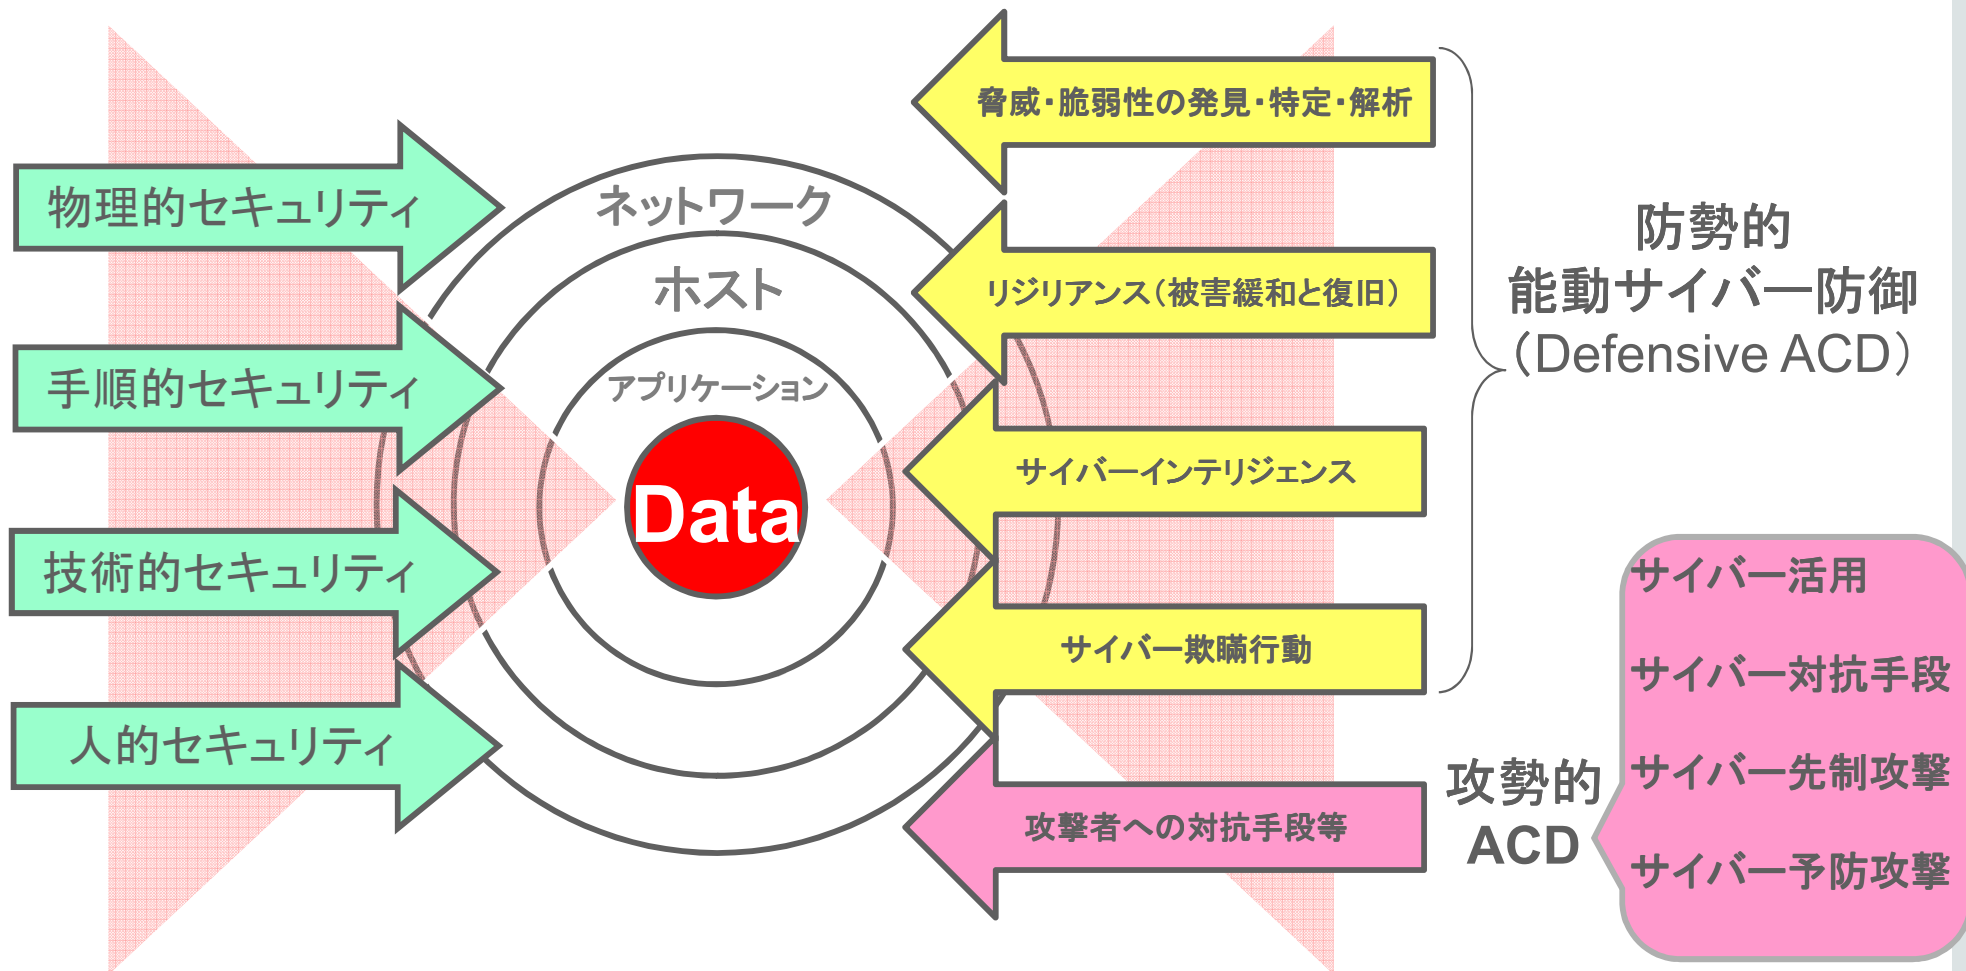 物理的セキュリティ
手順的セキュリティ
技術的セキュリティ
人的セキュリティ
ネットワーク
ホスト
アプリケーション
Data
脅威・脆弱性の発見・特定・解析
リジリアンス（被害緩和と復旧）
サイバーインテリジェンス
サイバー欺瞞行動
攻撃者への対抗手段等
防勢的
能動サイバー防御
（Defensive ACD）
攻勢的
ACD
サイバー活用
サイバー対抗手段
サイバー先制攻撃
サイバー予防攻撃